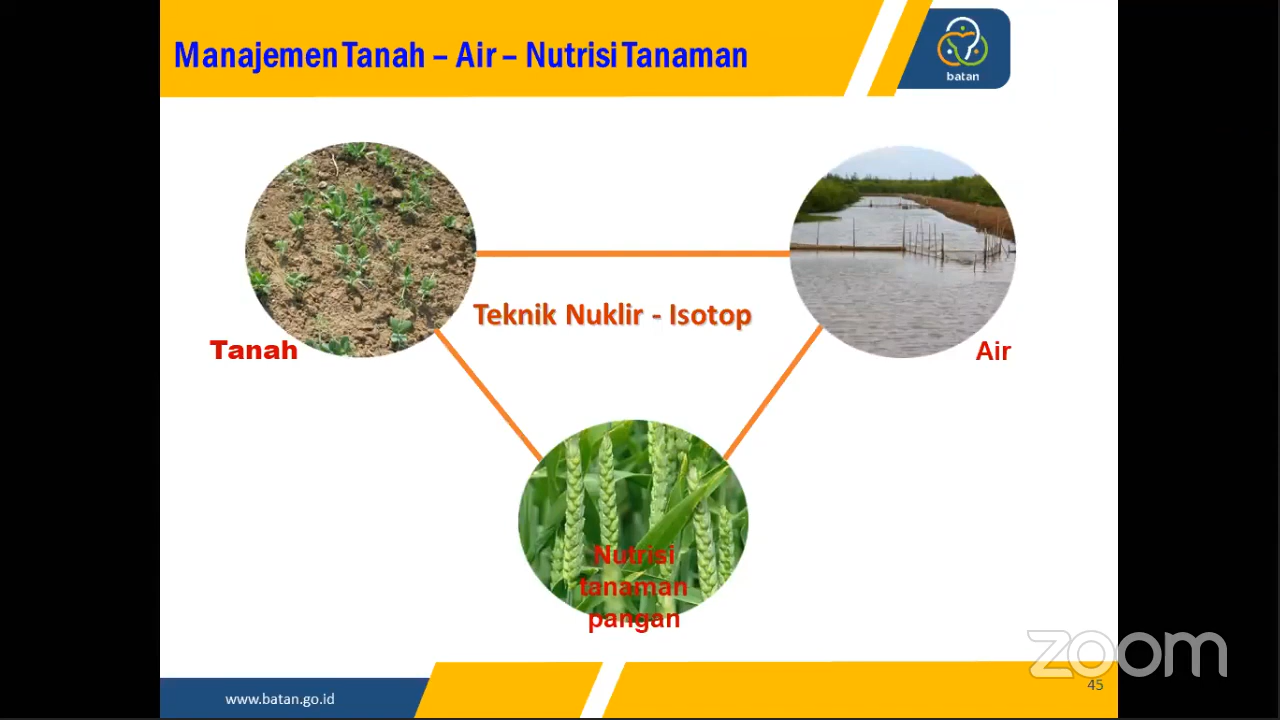 Manajemen Tanah – Air – Nutrisi Tanaman
batan
Teknik Nuklir - Isotop
Tanah
Air
Nutrisi
tanaman
pangan
zoom
45
www.batan.go.id